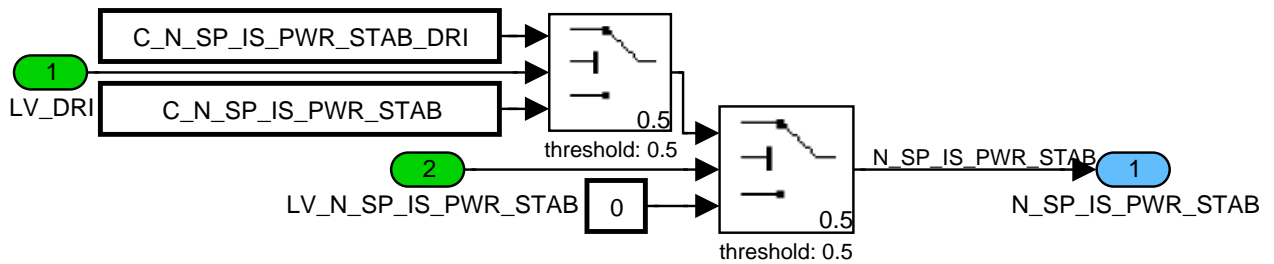 C_N_SP_IS_PWR_STAB_DRI
1
LV_DRI
C_N_SP_IS_PWR_STAB
0.5
threshold: 0.5
2
LV_N_SP_IS_PWR_STAB
0
0.5
threshold: 0.5
N_SP_IS_PWR_STAB
1
N_SP_IS_PWR_STAB